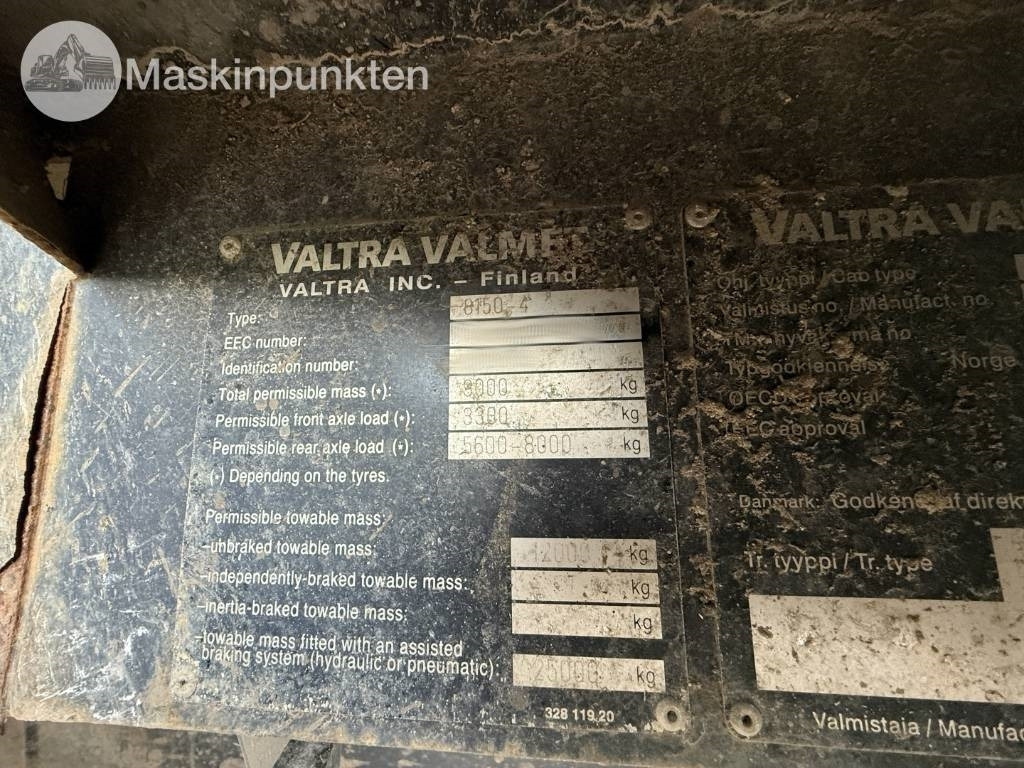 Maskinpunkten
VALTRA VALMET
VALTRA INC. – Finland
Type: 8150-4
EEC number:
Identification number:
Total permissible mass (*): 9000 kg
Permissible front axle load (*): 3300 kg
Permissible rear axle load (*): 5600-8000 kg
(*) Depending on the tyres.
Permissible towable mass:
–unbraked towable mass: 12000 kg
–independently-braked towable mass: kg
–inertia-braked towable mass: kg
–towable mass fitted with an assisted
braking system (hydraulic or pneumatic): 25000 kg
328 119 20
VALTRA VA
Ohj. tyyppi / Cab type
Valmistus no. / Manufact. no
Norge
OECD approval
EEC approval
Danmark: Godkendt af direk
Tr. tyyppi / Tr. type
Valmistaja / Manufac